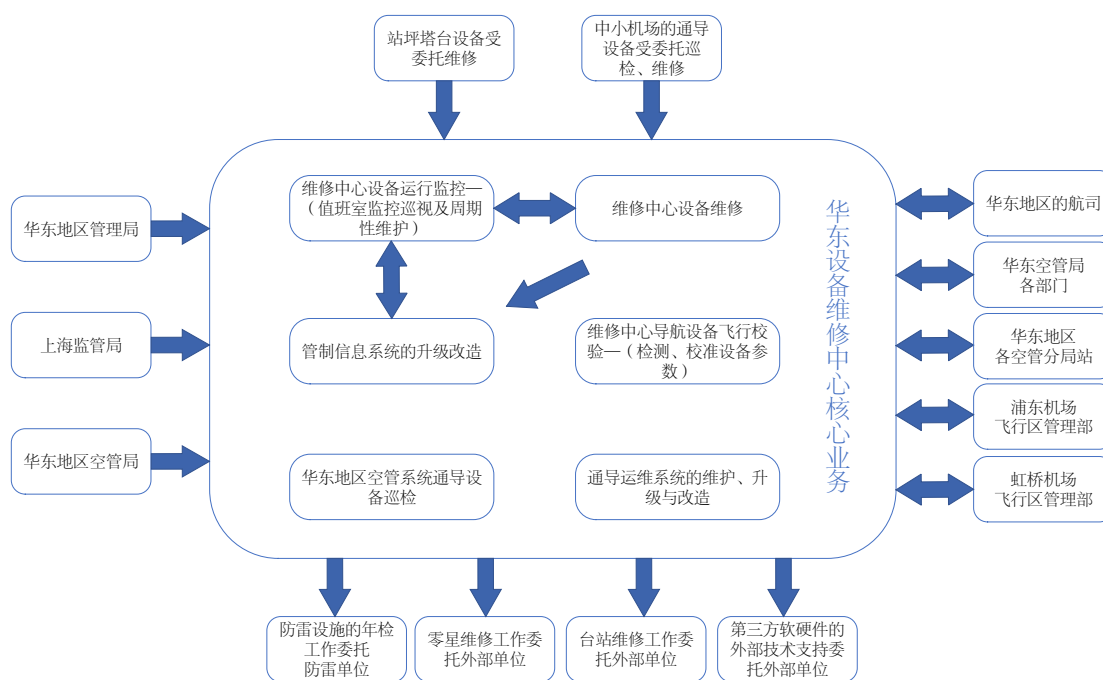 站坪塔台设备受
委托维修
中小机场的通导
设备受委托巡
检、维修
华东地区管理局
上海监管局
华东地区空管局
维修中心设备运行监控—
（值班室监控巡视及周期
性维护）
维修中心设备维修
管制信息系统的升级改造
维修中心导航设备飞行校
验—（检测、校准设备参
数）
华东地区空管系统通导设
备巡检
通导运维系统的维护、升
级与改造
华东设备维修中心核心业务
华东地区的航司
华东空管局
各部门
华东地区
各空管分局站
浦东机场
飞行区管理部
虹桥机场
飞行区管理部
防雷设施的年检
工作委托
防雷单位
零星维修工作委
托外部单位
台站维修工作委
托外部单位
第三方软硬件的
外部技术支持委
托外部单位